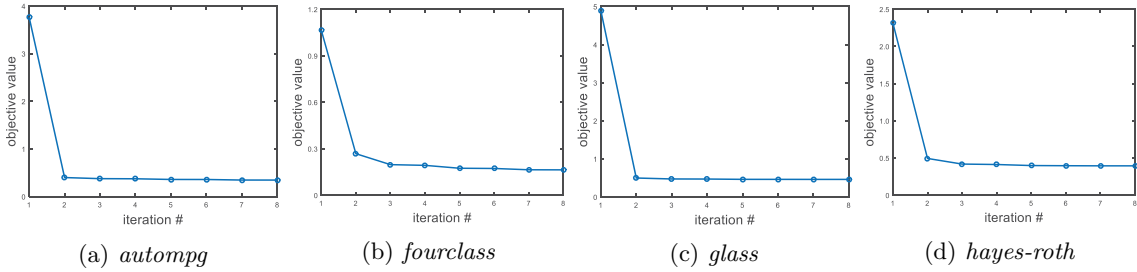 objective value
4
3
2
1
0
1 2 3 4 5 6 7 8
iteration #
(a) autompg
objective value
1.2
0.9
0.6
0.3
0
1 2 3 4 5 6 7 8
iteration #
(b) fourclass
objective value
5
4
3
2
1
0
1 2 3 4 5 6 7 8
iteration #
(c) glass
objective value
2.5
2.0
1.5
1.0
0.5
0
1 2 3 4 5 6 7 8
iteration #
(d) hayes-roth